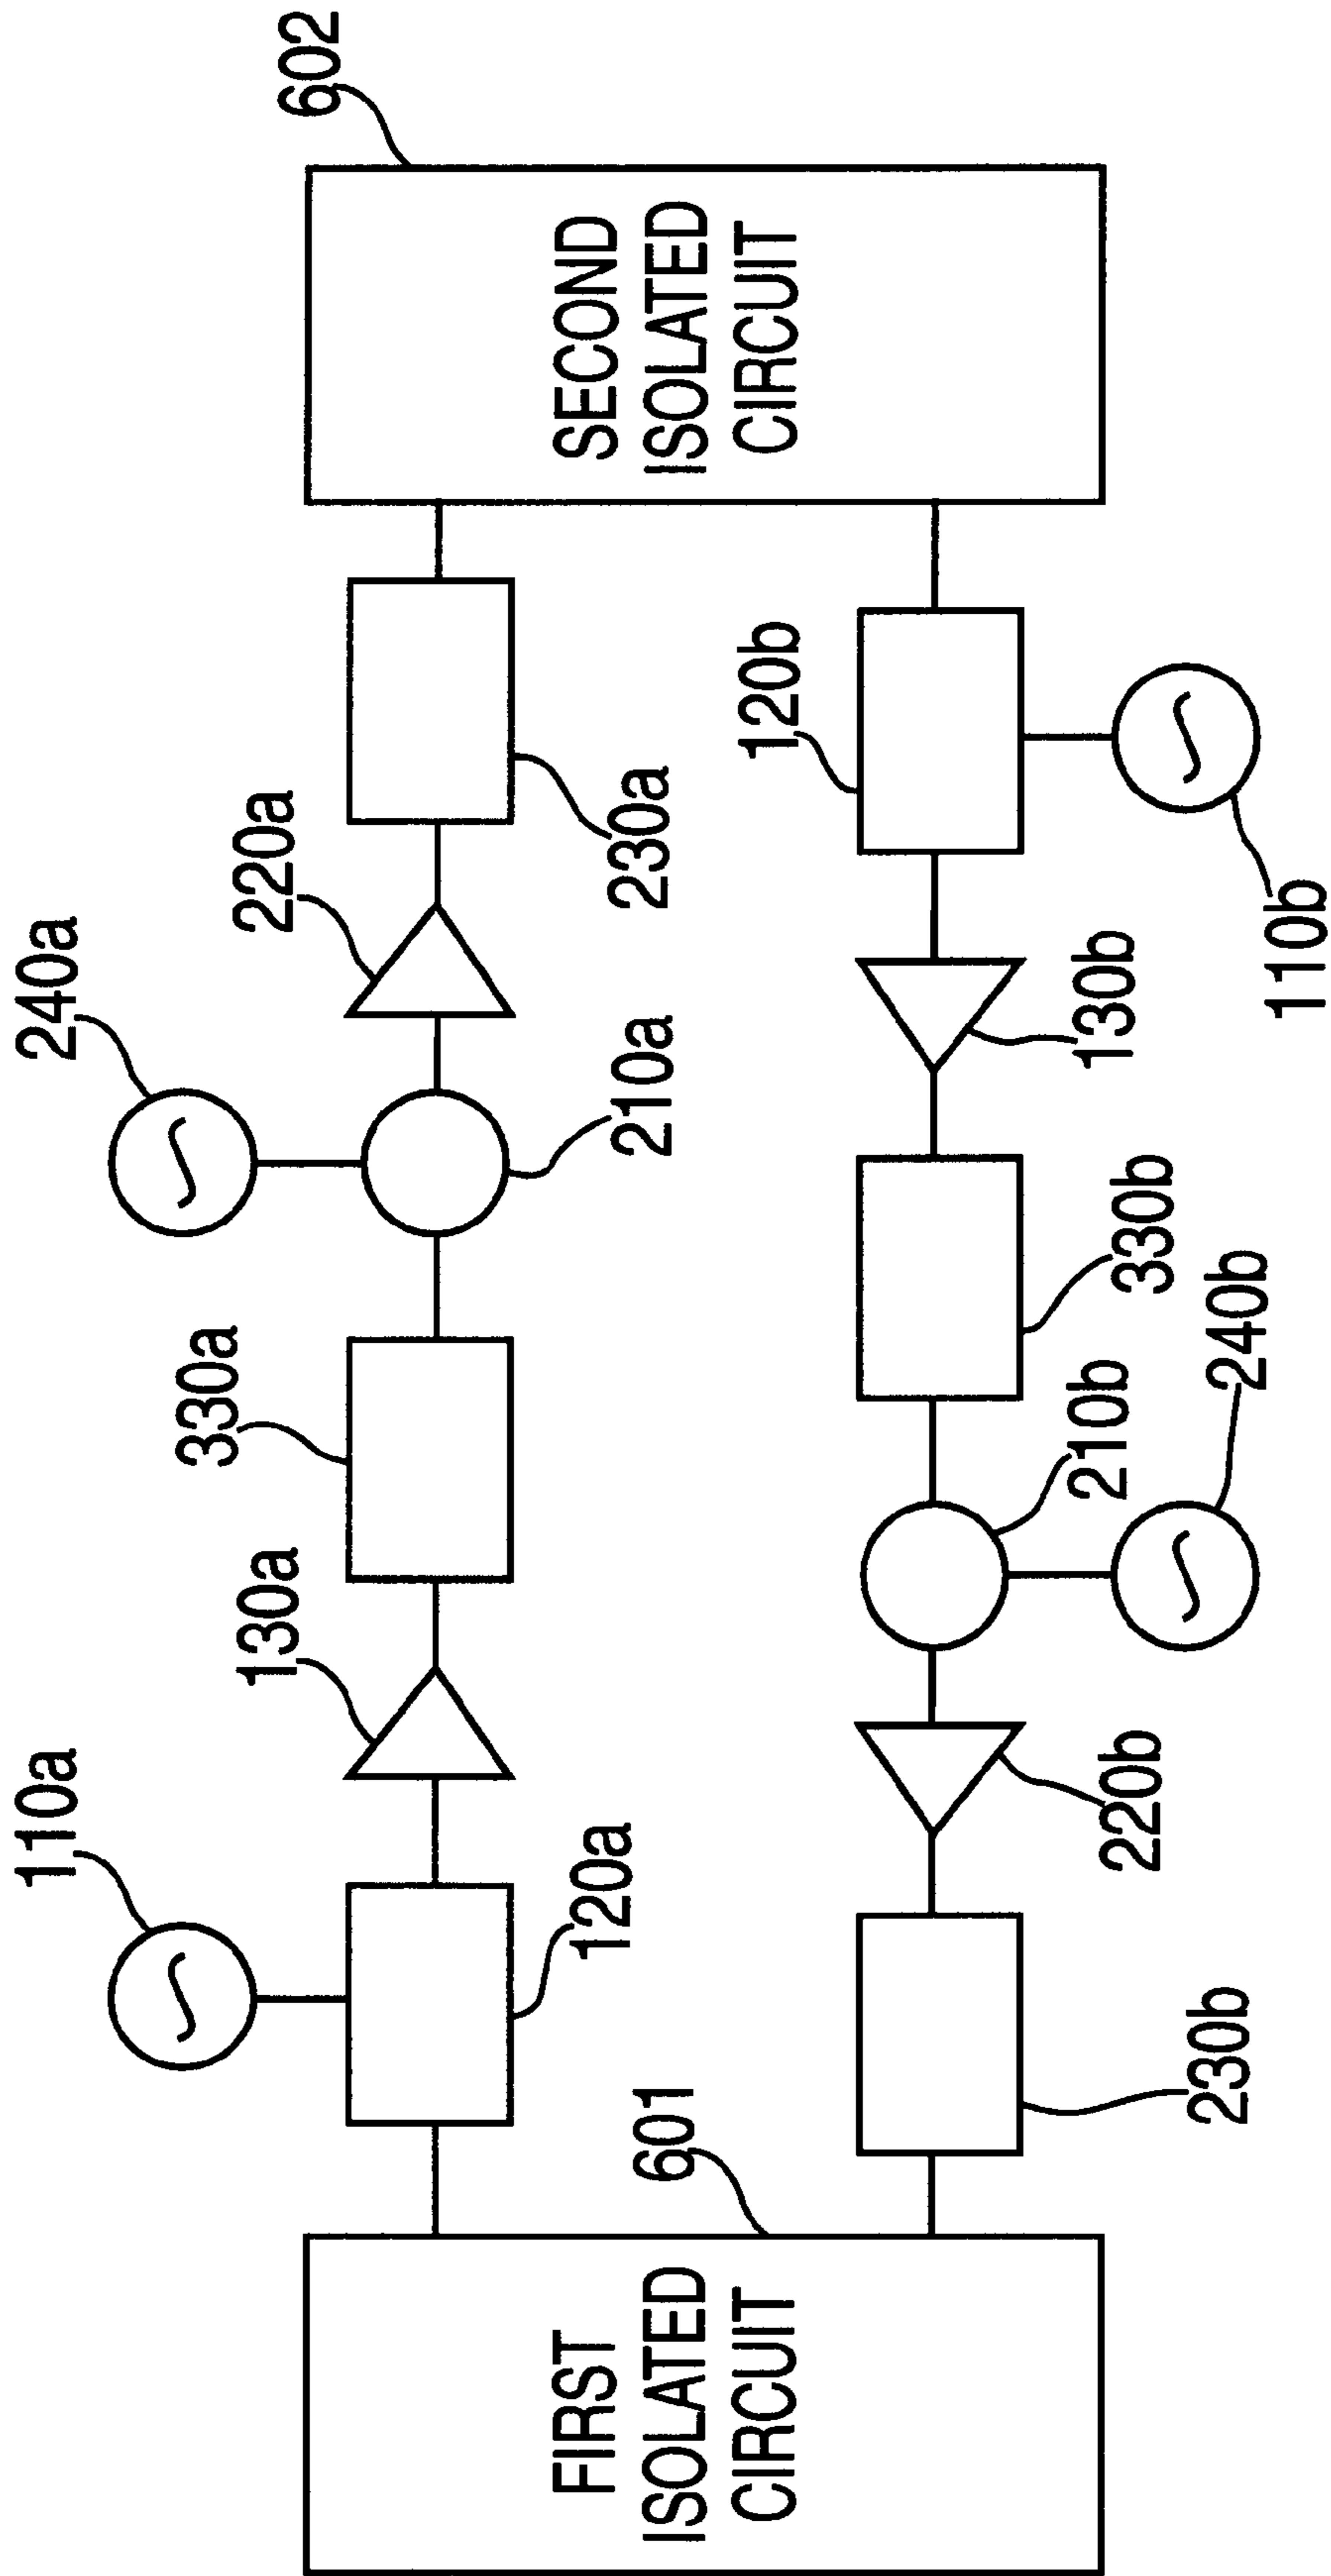 110a
240a
602
130a
330a
220a
FIRST
ISOLATED
CIRCUIT
601
120a
210a
230a
SECOND
ISOLATED
CIRCUIT
120b
230b
220b
210b
240b
330b
130b
110b